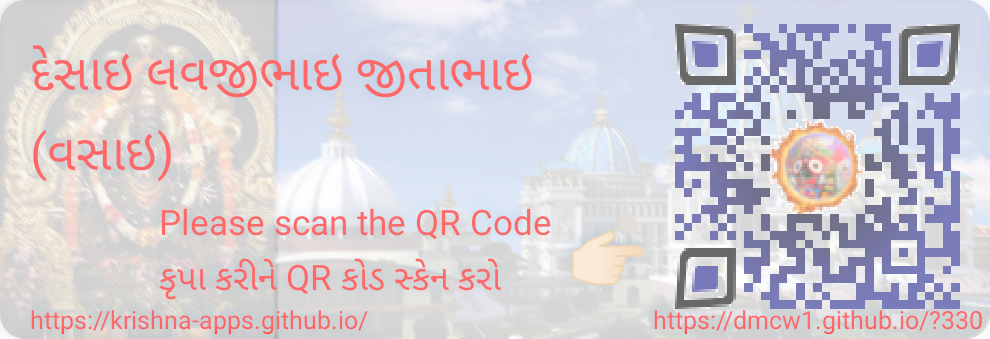 દેસાઇ લવજીભાઇ જીતાભાઇ
(વસાઇ)
Please scan the QR Code
કૃપા કરીને QR કોડ સ્કેન કરો
https://krishna-apps.github.io/
https://dmcw1.github.io/?330